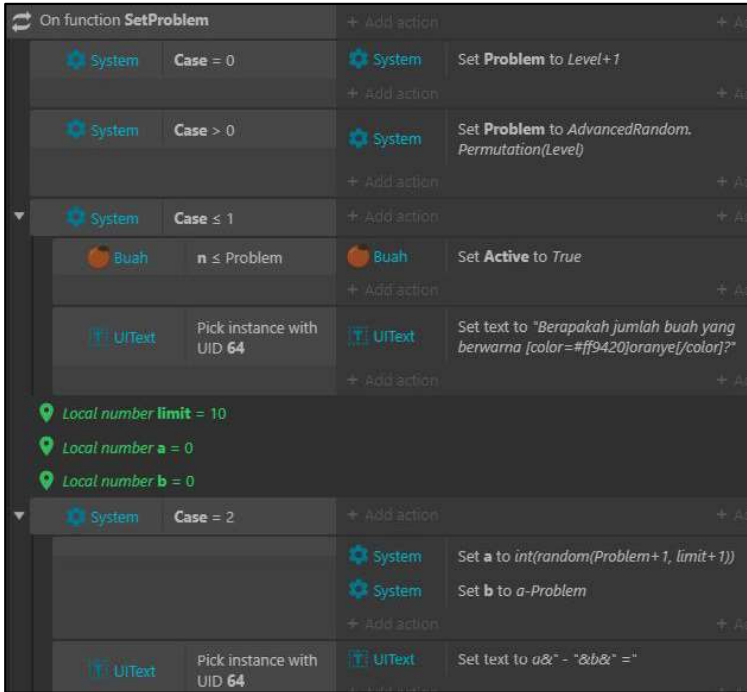 On function SetProblem + Add action + A
System Case = 0 System Set Problem to Level+1
+ Add action + A
System Case > 0 System Set Problem to AdvancedRandom.
Permutation(Level)
+ Add action + A
System Case ≤ 1 + Add action + A
Buah n ≤ Problem Buah Set Active to True
+ Add action + A
UIText Pick instance with
UID 64 UIText Set text to "Berapakah jumlah buah yang
berwarna [color=#ff9420]oranye[/color]?"
+ Add action + A
Local number limit = 10
Local number a = 0
Local number b = 0
System Case = 2 + Add action + A
System Set a to int(random(Problem+1, limit+1))
System Set b to a-Problem
+ Add action + A
UIText Pick instance with
UID 64 UIText Set text to a&" - "&b&" ="